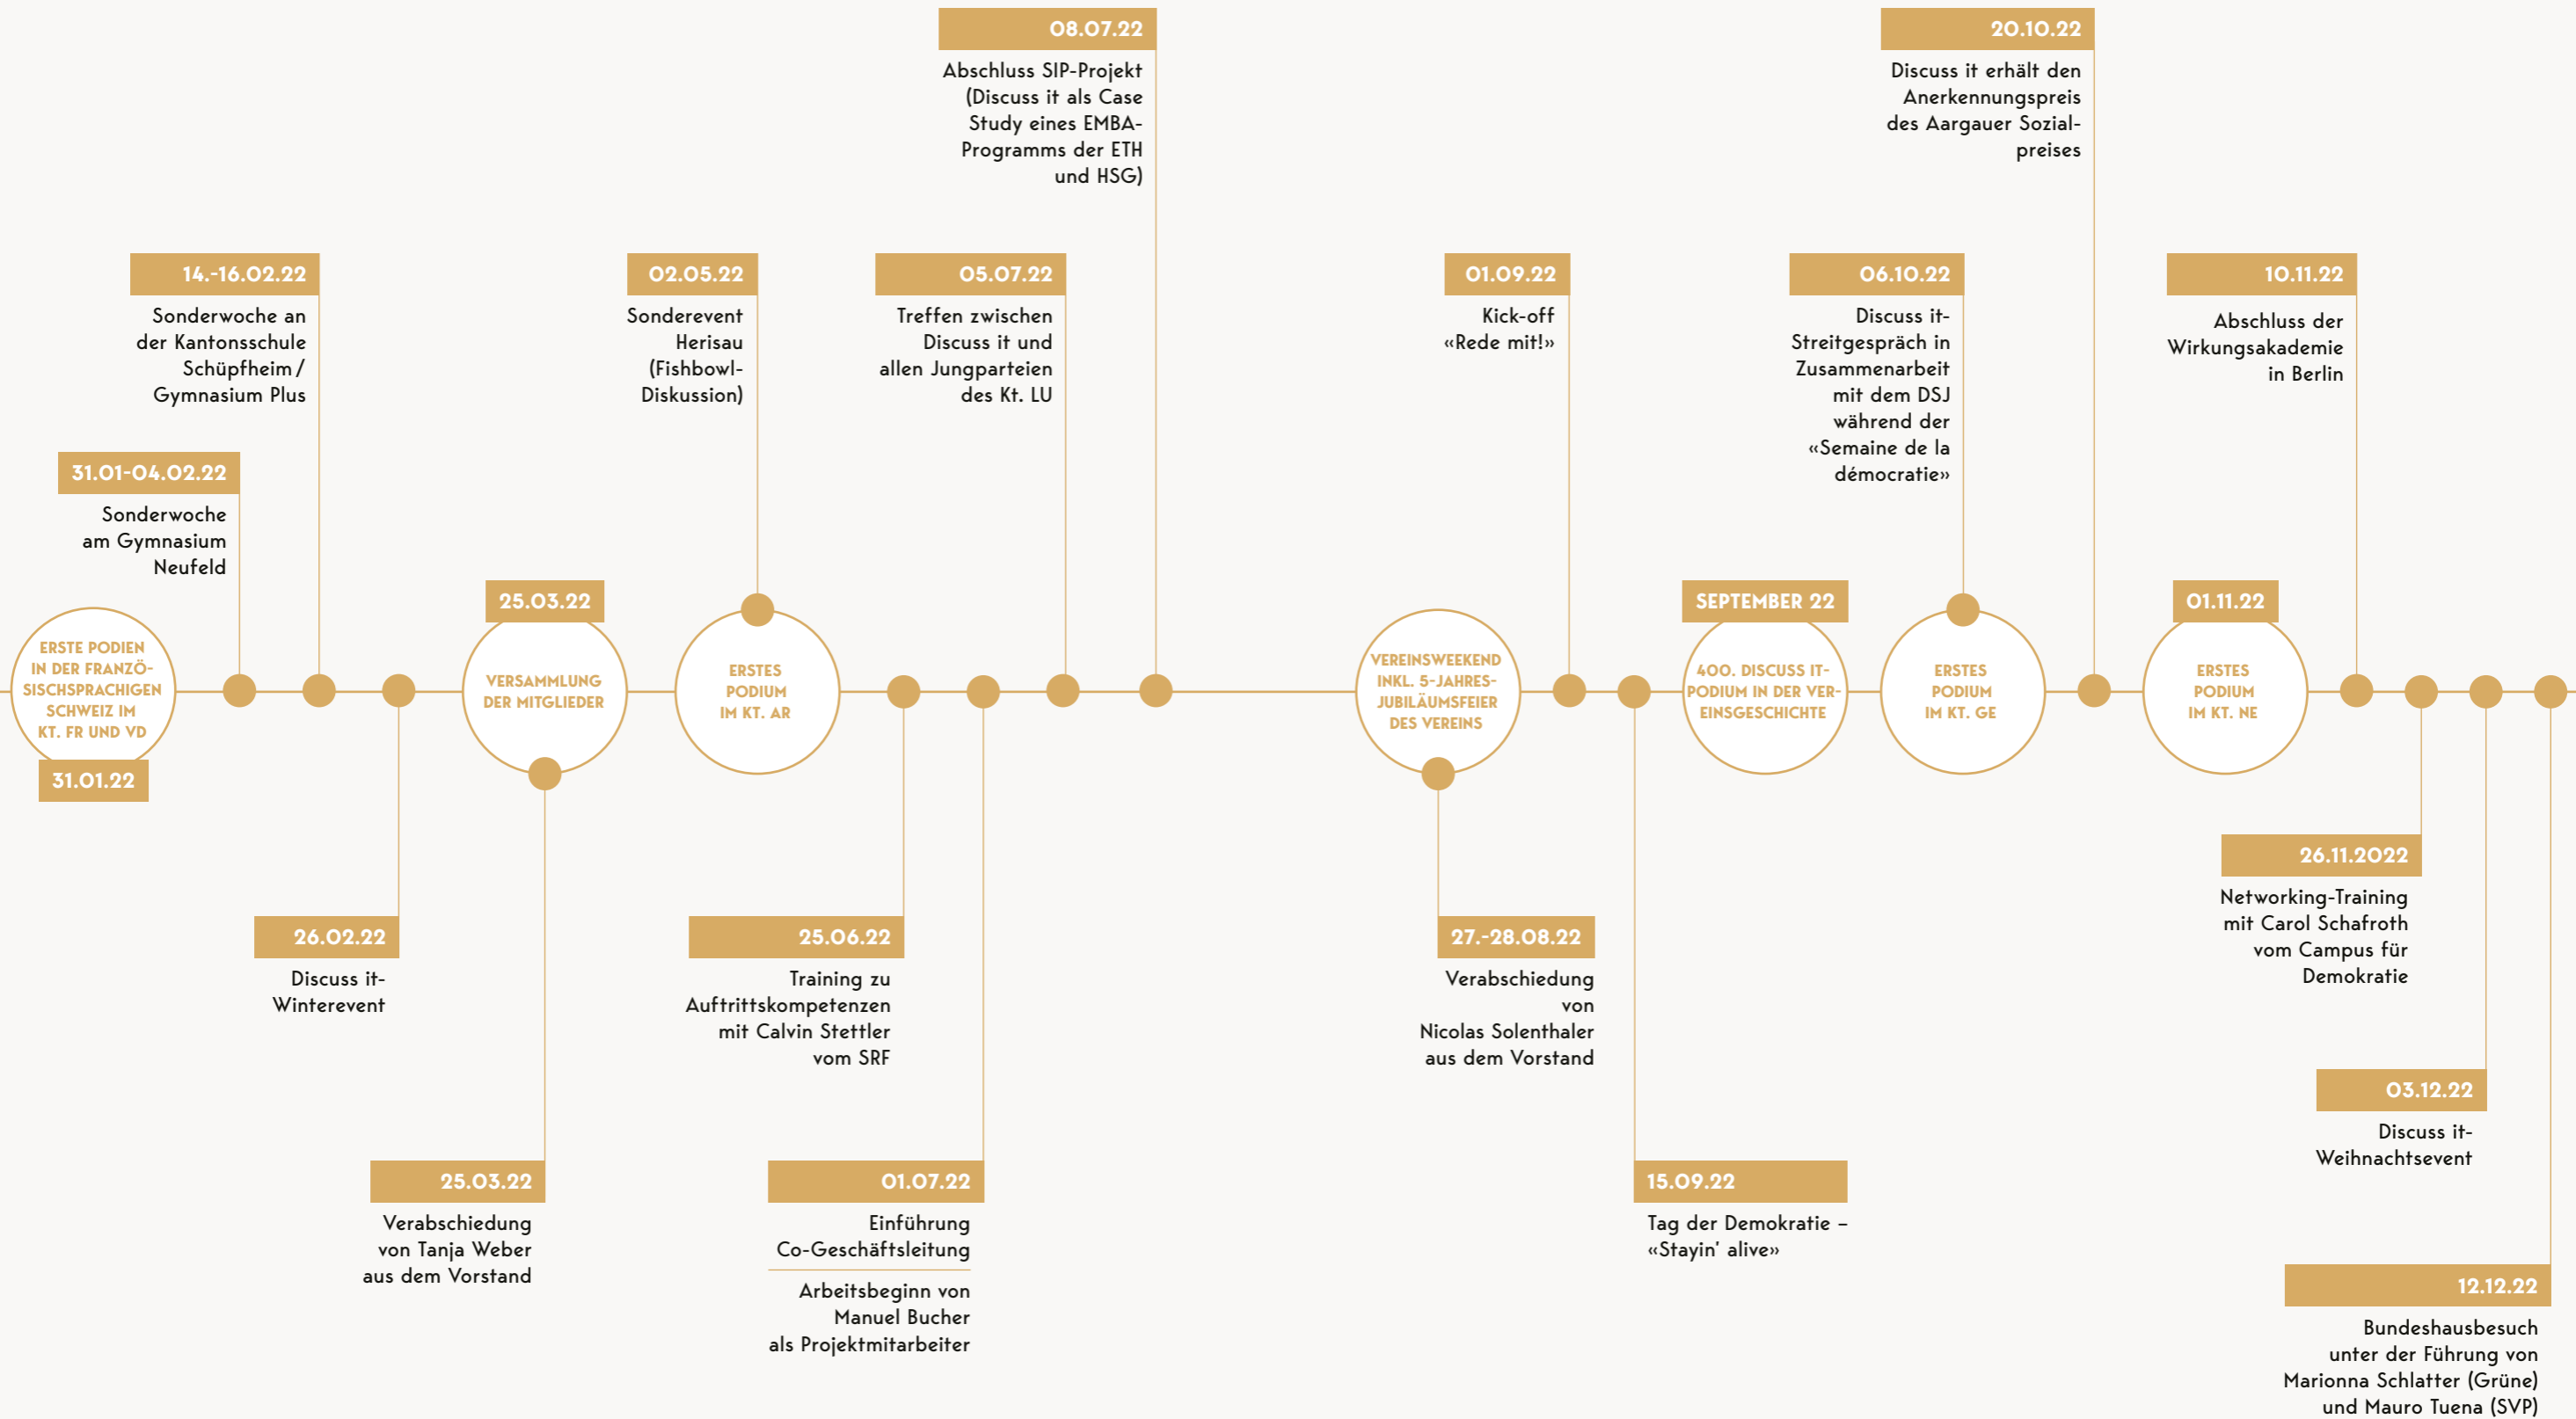 08.07.22
Abschluss SIP-Projekt
(Discuss it als Case
Study eines EMBA-
Programms der ETH
und HSG)
20.10.22
Discuss it erhält den
Anerkennungspreis
des Aargauer Sozial-
preises
14.-16.02.22
Sonderwoche an
der Kantonsschule
Schüpfheim/
Gymnasium Plus
02.05.22
Sonderevent
Herisau
(Fishbowl-
Diskussion)
05.07.22
Treffen zwischen
Discuss it und
allen Jungparteien
des Kt. LU
01.09.22
Kick-off
«Rede mit!»
06.10.22
Discuss it-
Streitgespräch in
Zusammenarbeit
mit dem DSJ
während der
«Semaine de la
démocratie»
10.11.22
Abschluss der
Wirkungsakademie
in Berlin
31.01-04.02.22
Sonderwoche
am Gymnasium
Neufeld
ERSTE PODIEN
IN DER FRANZÖ-
SISCHSPRACHIGEN
SCHWEIZ IM
KT. FR UND VD
31.01.22
25.03.22
VERSAMMLUNG
DER MITGLIEDER
ERSTES
PODIUM
IM KT. AR
VEREINSWEEKEND
INKL. 5-JAHRES-
JUBILÄUMSFEIER
DES VEREINS
SEPTEMBER 22
400. DISCUSS IT-
PODIUM IN DER VER-
EINSGESCHICHTE
ERSTES
PODIUM
IM KT. GE
01.11.22
ERSTES
PODIUM
IM KT. NE
26.02.22
Discuss it-
Winterevent
25.06.22
Training zu
Auftrittskompetenzen
mit Calvin Stettler
vom SRF
27.-28.08.22
Verabschiedung
von
Nicolas Solenthaler
aus dem Vorstand
26.11.2022
Networking-Training
mit Carol Schafroth
vom Campus für
Demokratie
03.12.22
Discuss it-
Weihnachtsevent
25.03.22
Verabschiedung
von Tanja Weber
aus dem Vorstand
01.07.22
Einführung
Co-Geschäftsleitung
Arbeitsbeginn von
Manuel Bucher
als Projektmitarbeiter
15.09.22
Tag der Demokratie –
«Stayin' alive»
12.12.22
Bundeshausbesuch
unter der Führung von
Marionna Schlatter (Grüne)
und Mauro Tuena (SVP)